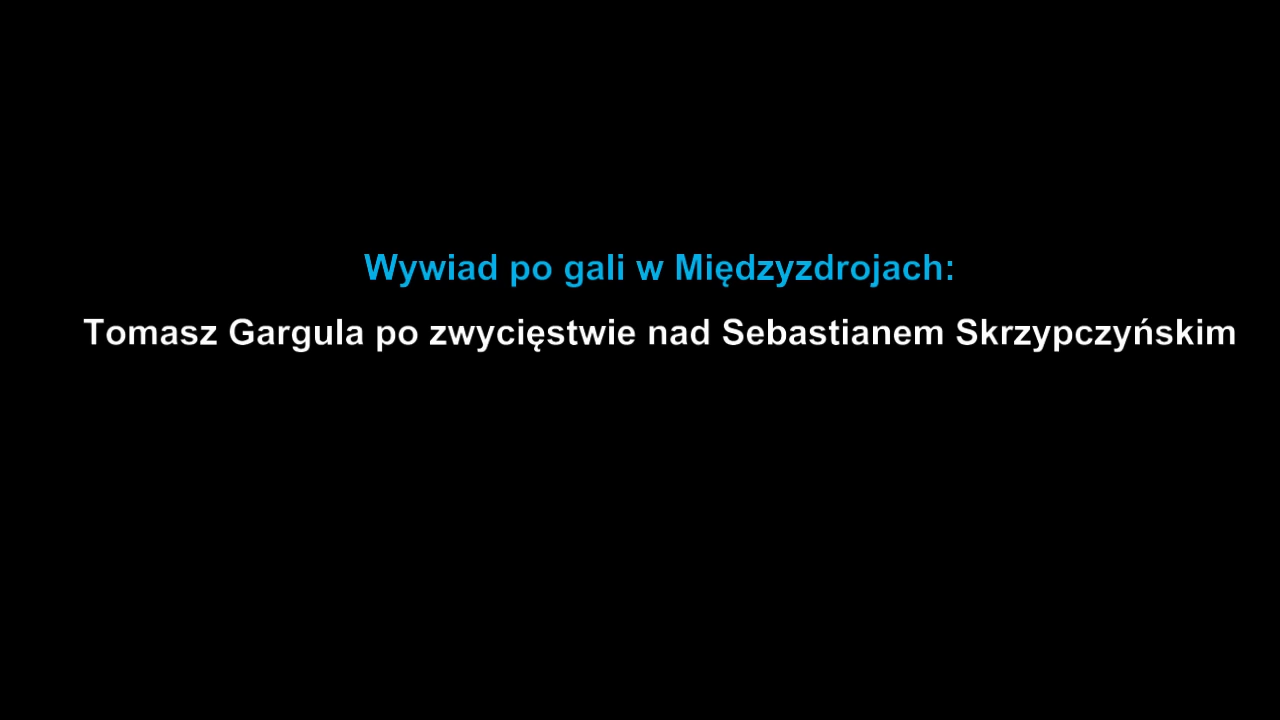 Wywiad po gali w Międzyzdrojach:
Tomasz Gargula po zwycięstwie nad Sebastianem Skrzypczyńskim